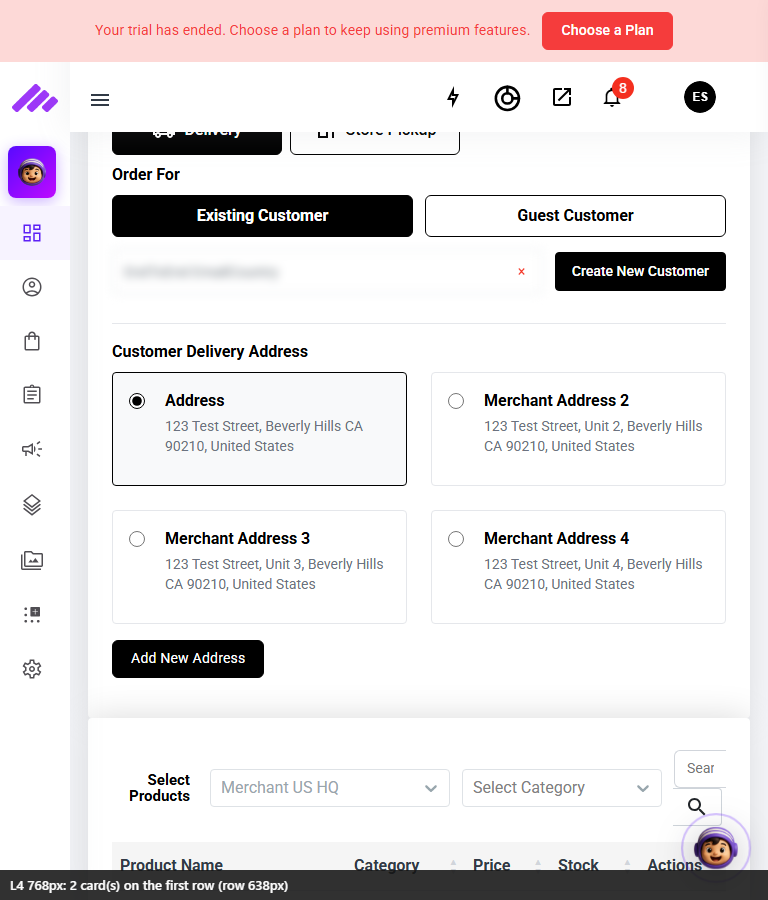 Your trial has ended. Choose a plan to keep using premium features.
Choose a Plan
8
ES
Delivery
Store Pickup
Order For
Existing Customer
Guest Customer
×
Create New Customer
Customer Delivery Address
Address
123 Test Street, Beverly Hills CA
90210, United States
Merchant Address 2
123 Test Street, Unit 2, Beverly Hills
CA 90210, United States
Merchant Address 3
123 Test Street, Unit 3, Beverly Hills
CA 90210, United States
Merchant Address 4
123 Test Street, Unit 4, Beverly Hills
CA 90210, United States
Add New Address
Select
Products
Merchant US HQ
Select Category
Sear
Product Name
Category
Price
Stock
Actions
L4 768px: 2 card(s) on the first row (row 638px)